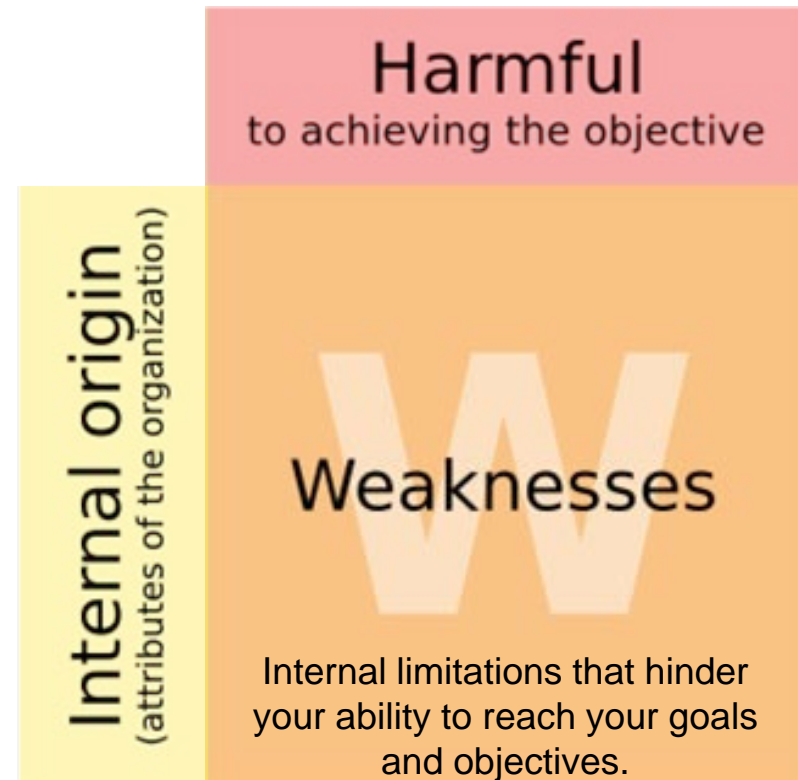 Harmful
to achieving the objective
Internal origin
(attributes of the organization)
W
Weaknesses
Internal limitations that hinder
your ability to reach your goals
and objectives.